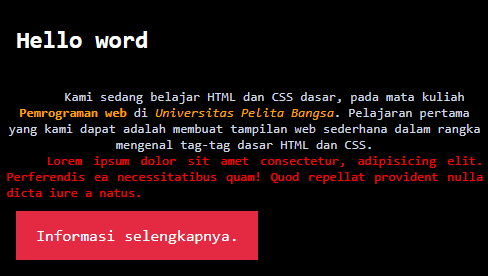 Hello word
Kami sedang belajar HTML dan CSS dasar, pada mata kuliah
Pemrograman web di Universitas Pelita Bangsa. Pelajaran pertama
yang kami dapat adalah membuat tampilan web sederhana dalam rangka
mengenal tag-tag dasar HTML dan CSS.
Lorem ipsum dolor sit amet consectetur, adipisicing elit.
Perferendis ea necessitatibus quam! Quod repellat provident nulla
dicta iure a natus.
Informasi selengkapnya.